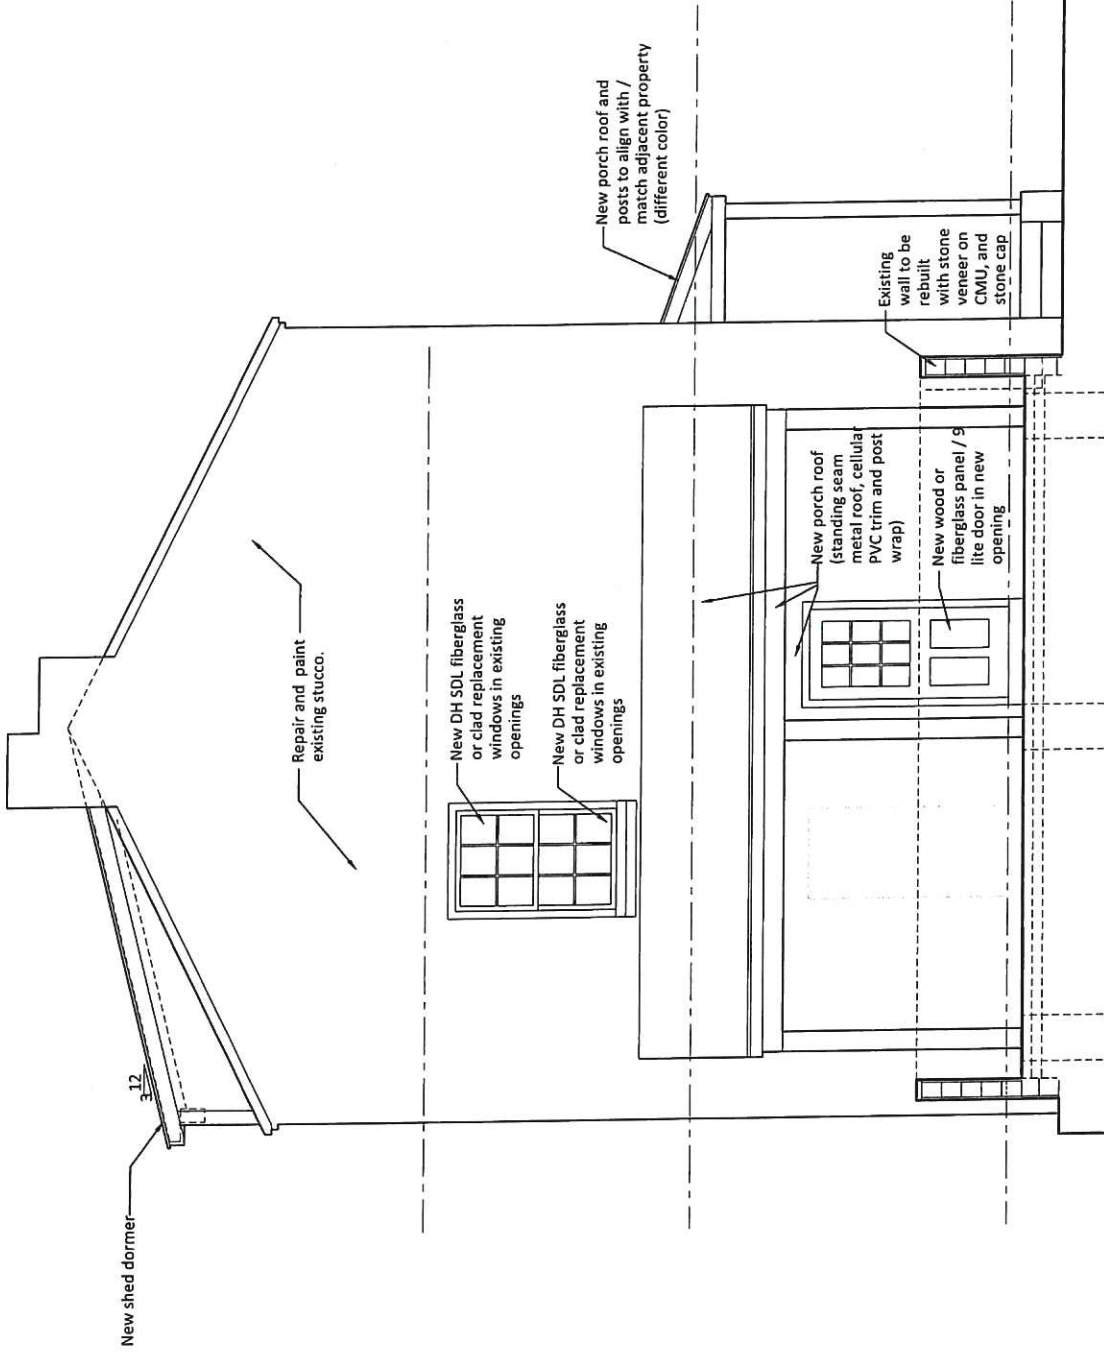 New shed dormer
12
3
Repair and paint
existing stucco.
New DH SDL fiberglass
or clad replacement
windows in existing
openings
New DH SDL fiberglass
or clad replacement
windows in existing
openings
New porch roof and
posts to align with /
match adjacent property
(different color)
New porch roof
(standing seam
metal roof, cellular
PVC trim and post
wrap)
Existing
wall to be
rebuilt
with stone
veneer on
CMU, and
stone cap
New wood or
fiberglass panel / 9
lite door in new
opening